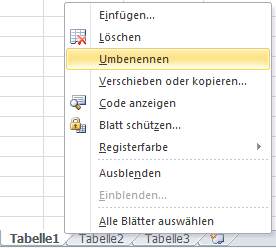 Einfügen...
Löschen
Umbenennen
Verschieben oder kopieren...
Code anzeigen
Blatt schützen...
Registerfarbe
Ausblenden
Einblenden...
Alle Blätter auswählen
Tabelle1 Tabelle2 Tabelle3